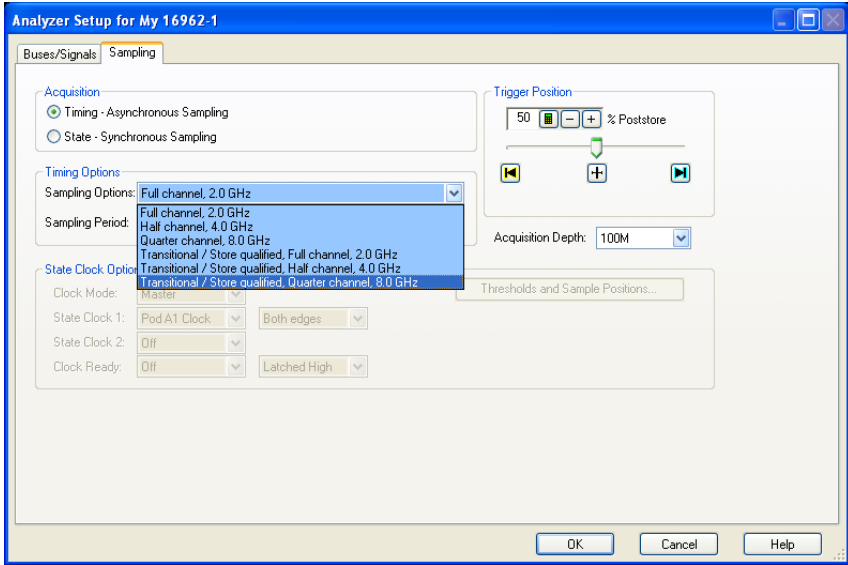 Analyzer Setup for My 16962-1
Buses/Signals Sampling
Acquisition
Timing - Asynchronous Sampling
State - Synchronous Sampling
Trigger Position
50 % Poststore
Timing Options
Sampling Options: Full channel, 2.0 GHz
Sampling Period:
Full channel, 2.0 GHz
Half channel, 4.0 GHz
Quarter channel, 8.0 GHz
Transitional / Store qualified, Full channel, 2.0 GHz
Transitional / Store qualified, Half channel, 4.0 GHz
Transitional / Store qualified, Quarter channel, 8.0 GHz
Acquisition Depth: 100M
State Clock Optio
Clock Mode: Master
Thresholds and Sample Positions...
State Clock 1: Pod A1 Clock Both edges
State Clock 2: Off
Clock Ready: Off Latched High
OK Cancel Help